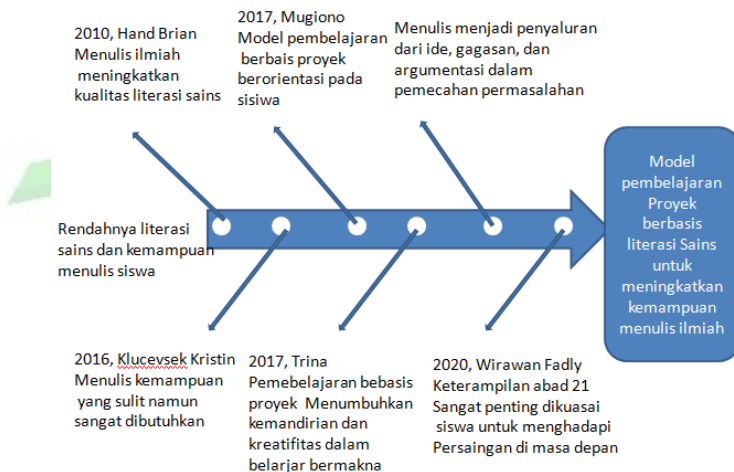 2010, Hand Brian
Menulis ilmiah
meningkatkan
kualitas literasi sains
2017, Mugiono
Model pembelajaran
berbais proyek
berorientasi pada
sisiwa
Menulis menjadi penyaluran
dari ide, gagasan, dan
argumentasi dalam
pemecahan permasalahan
Rendahnya literasi
sains dan kemampuan
menulis siswa
Model
pembelajaran
Proyek
berbasis
literasi Sains
untuk
meningkatkan
kemampuan
menulis ilmiah
2016, Klucevsek Kristin
Menulis kemampuan
yang sulit namun
sangat dibutuhkan
2017, Trina
Pemebelajaran bebasis
proyek Menumbuhkan
kemandirian dan
kreatifitas dalam
belarjar bermakna
2020, Wirawan Fadly
Keterampilan abad 21
Sangat penting dikuasai
siswa untuk menghadapi
Persaingan di masa depan